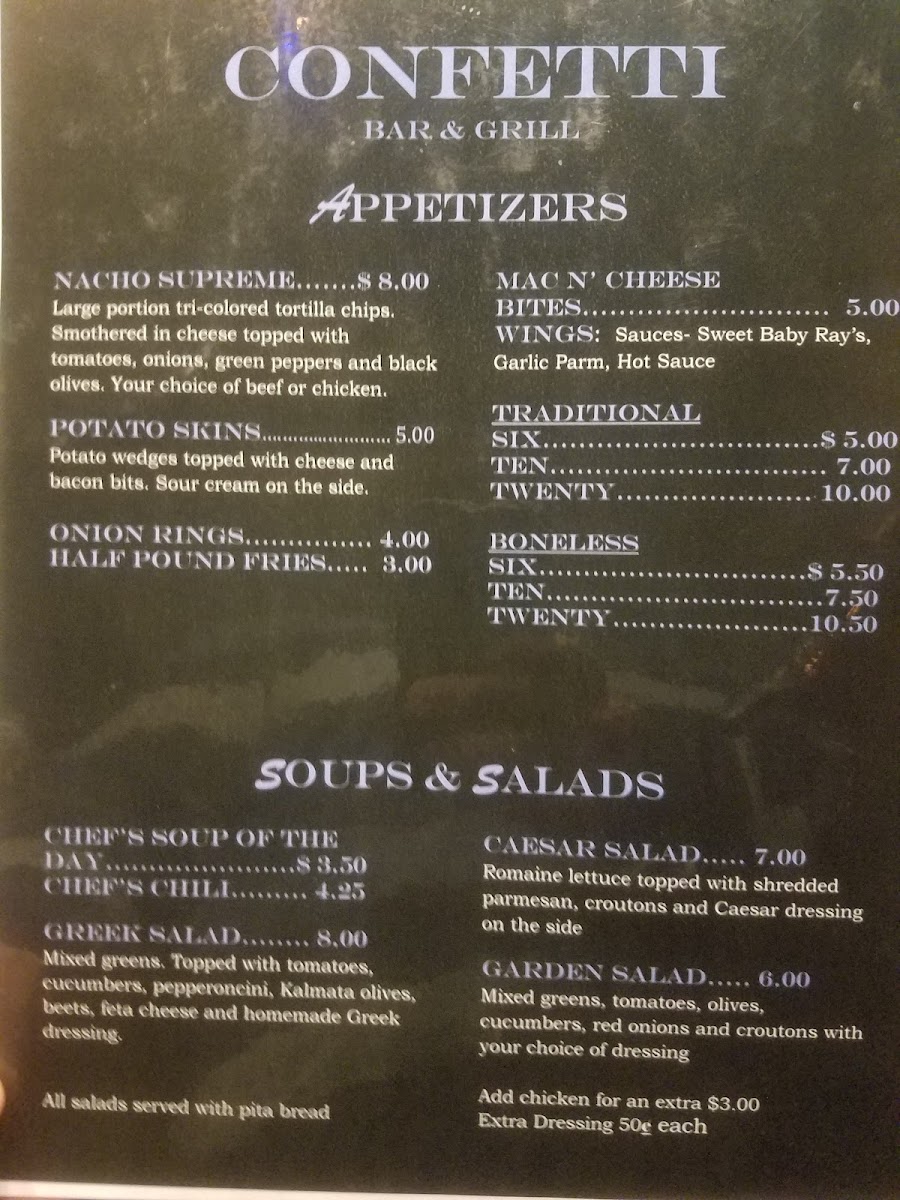 CONFETTI
BAR & GRILL
APPETIZERS
NACHO SUPREME.......$ 8.00
Large portion tri-colored tortilla chips.
Smothered in cheese topped with
tomatoes, onions, green peppers and black
olives. Your choice of beef or chicken.
POTATO SKINS......................... 5.00
Potato wedges topped with cheese and
bacon bits. Sour cream on the side.
ONION RINGS............... 4.00
HALF POUND FRIES..... 3.00
MAC N' CHEESE
BITES........................... 5.00
WINGS: Sauces- Sweet Baby Ray's,
Garlic Parm, Hot Sauce
TRADITIONAL
SIX..............................$ 5.00
TEN.............................. 7.00
TWENTY..................... 10.00
BONELESS
SIX.............................$ 5.50
TEN..............................7.50
TWENTY.....................10.50
SOUPS & SALADS
CHEF'S SOUP OF THE
DAY.....................$ 3.50
CHEF'S CHILI......... 4.25
GREEK SALAD........ 8.00
Mixed greens. Topped with tomatoes,
cucumbers, pepperoncini, Kalmata olives,
beets, feta cheese and homemade Greek
dressing.
All salads served with pita bread
CAESAR SALAD..... 7.00
Romaine lettuce topped with shredded
parmesan, croutons and Caesar dressing
on the side
GARDEN SALAD..... 6.00
Mixed greens, tomatoes, olives,
cucumbers, red onions and croutons with
your choice of dressing
Add chicken for an extra $3.00
Extra Dressing 50¢ each